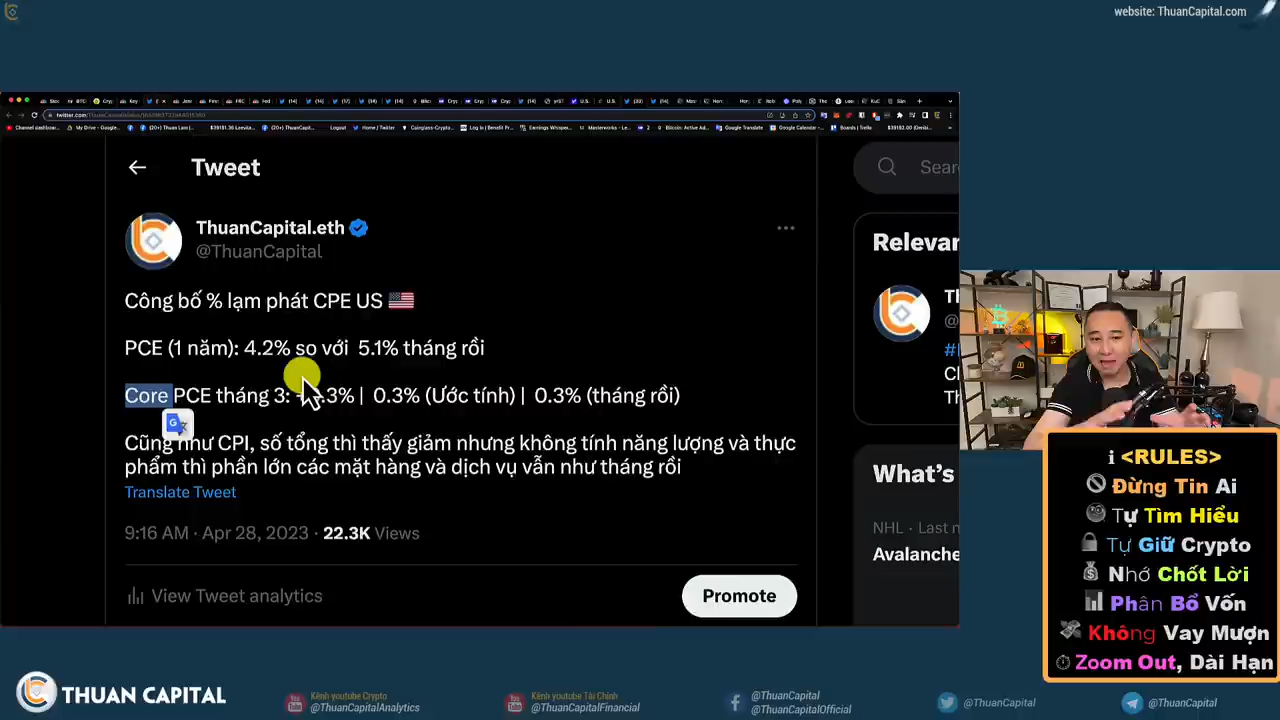 website: ThuanCapital.com
Tweet
ThuanCapital.eth
@ThuanCapital
Công bố % lạm phát CPE US
PCE (1 năm): 4.2% so với 5.1% tháng rồi
Core PCE tháng 3: .3% | 0.3% (Ước tính) | 0.3% (tháng rồi)
Cũng như CPI, số tổng thì thấy giảm nhưng không tính năng lượng và thực
phẩm thì phần lớn các mặt hàng và dịch vụ vẫn như tháng rồi
Translate Tweet
9:16 AM · Apr 28, 2023 · 22.3K Views
View Tweet analytics
Promote
Sear
Relevar
Th
@
#I
Cl
Th
What's
NHL · Last n
Avalanche
ℹ <RULES>
Đừng Tin Ai
Tự Tìm Hiểu
Tự Giữ Crypto
Nhớ Chốt Lời
Phân Bổ Vốn
Không Vay Mượn
Zoom Out, Dài Hạn
THUAN CAPITAL
Kênh youtube Crypto
@ThuanCapitalAnalytics
Kênh youtube Tài Chính
@ThuanCapitalFinancial
@ThuanCapital
@ThuanCapitalOfficial
@ThuanCapital
@ThuanCapital